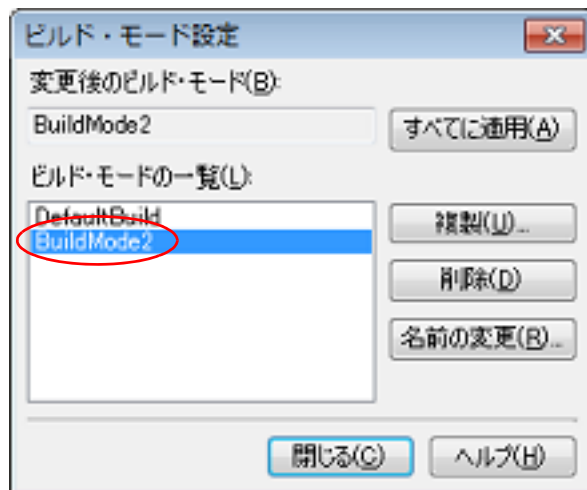 ビルド・モード設定
変更後のビルド・モード(B):
BuildMode2
すべてに適用(A)
ビルド・モードの一覧(L):
DefaultBuild
BuildMode2
複製(U)...
削除(D)
名前の変更(R)...
閉じる(C)
ヘルプ(H)